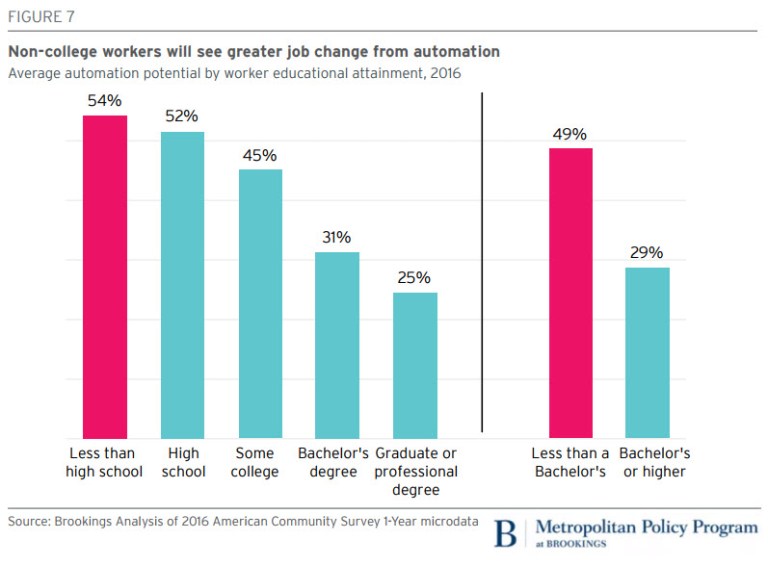 FIGURE 7
Non-college workers will see greater job change from automation
Average automation potential by worker educational attainment, 2016
54%
52%
45%
31%
25%
49%
29%
Less than
high school
High
school
Some
college
Bachelor's
degree
Graduate or
professional
degree
Less than a
Bachelor's
Bachelor's
or higher
Source: Brookings Analysis of 2016 American Community Survey 1-Year microdata
B
Metropolitan Policy Program
at BROOKINGS